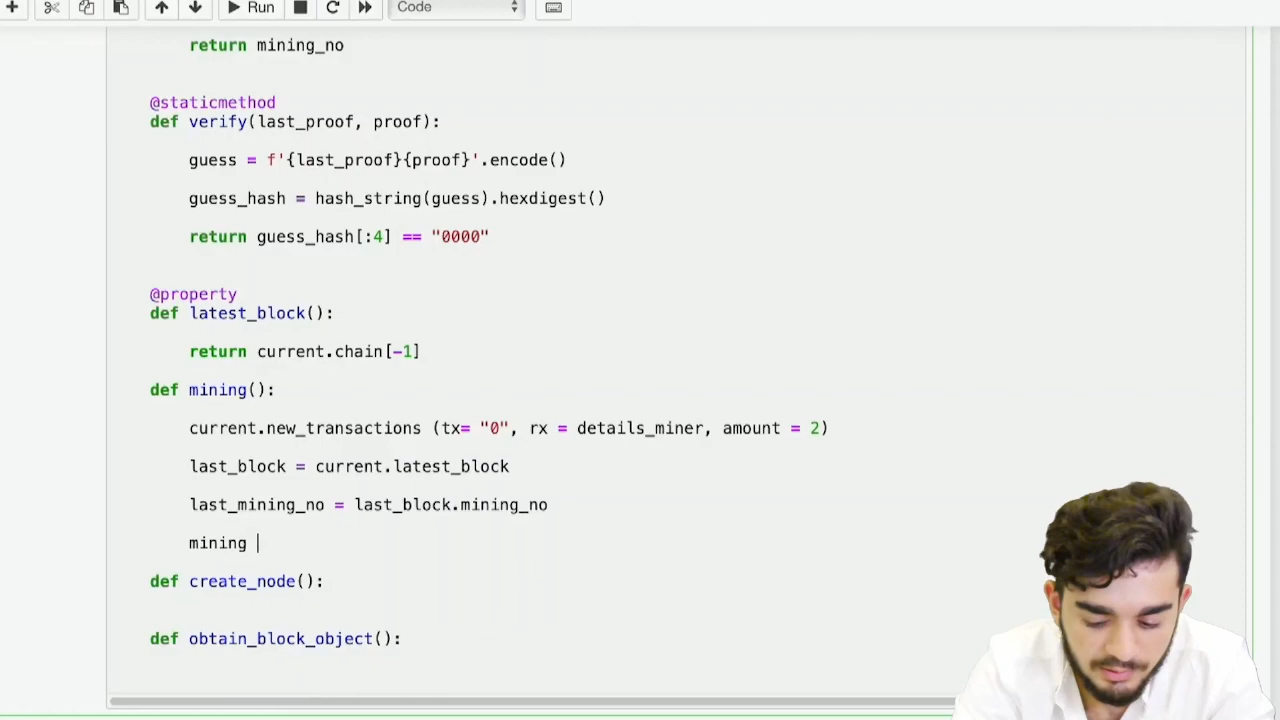 Run
Code
return mining_no
@staticmethod
def verify(last_proof, proof):
guess = f'{last_proof}{proof}'.encode()
guess_hash = hash_string(guess).hexdigest()
return guess_hash[:4] == "0000"
@property
def latest_block():
return current.chain[-1]
def mining():
current.new_transactions (tx= "0", rx = details_miner, amount = 2)
last_block = current.latest_block
last_mining_no = last_block.mining_no
mining
def create_node():
def obtain_block_object():